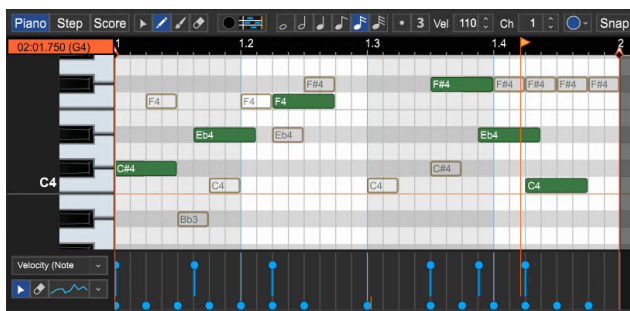 Piano Step Score 3 Vel 110 Ch 1 Snap
02:01.750 (G4) 1 1.2 1.3 1.4 2
F#4 F#4 F#4 F#4 F#4 F#4
F4 F4 F4
Eb4 Eb4 Eb4
C#4 C#4
C4 C4 C4 C4
Bb3
Velocity (Note